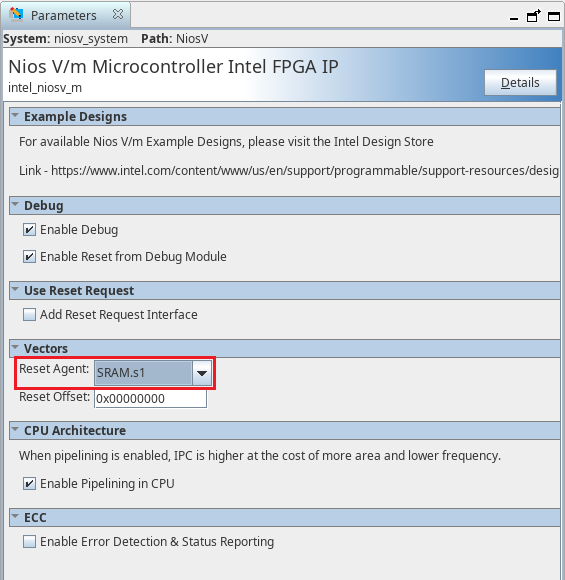 Parameters
System: niosv_system Path: NiosV
Nios V/m Microcontroller Intel FPGA IP
intel_niosv_m
Details
Example Designs
For available Nios V/m Example Designs, please visit the Intel Design Store
Link - https://www.intel.com/content/www/us/en/support/programmable/support-resources/desig
Debug
Enable Debug
Enable Reset from Debug Module
Use Reset Request
Add Reset Request Interface
Vectors
Reset Agent: SRAM.s1
Reset Offset: 0x00000000
CPU Architecture
When pipelining is enabled, IPC is higher at the cost of more area and lower frequency.
Enable Pipelining in CPU
ECC
Enable Error Detection & Status Reporting